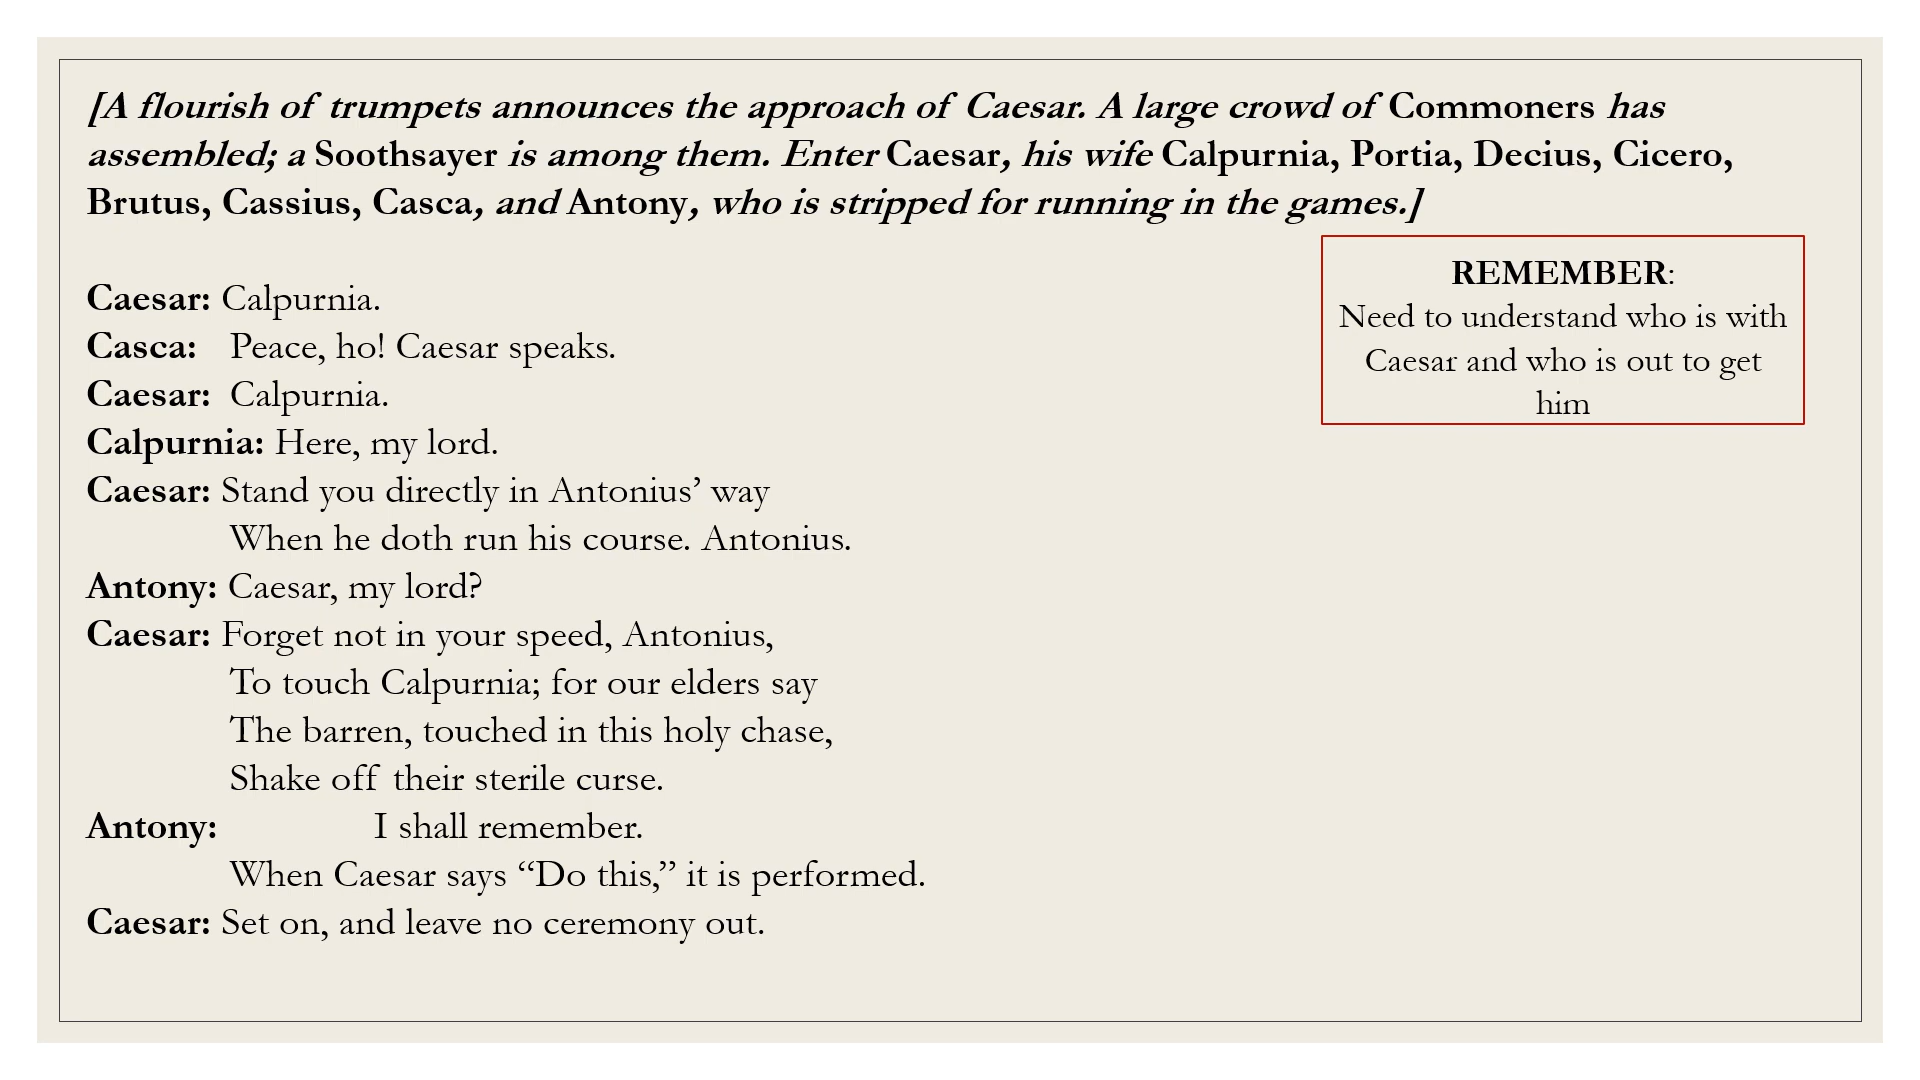 [A flourish of trumpets announces the approach of Caesar. A large crowd of Commoners has
assembled; a Soothsayer is among them. Enter Caesar, his wife Calpurnia, Portia, Decius, Cicero,
Brutus, Cassius, Casca, and Antony, who is stripped for running in the games.]
REMEMBER:
Need to understand who is with
Caesar and who is out to get
him
Caesar: Calpurnia.
Casca: Peace, ho! Caesar speaks.
Caesar: Calpurnia.
Calpurnia: Here, my lord.
Caesar: Stand you directly in Antonius’ way
When he doth run his course. Antonius.
Antony: Caesar, my lord?
Caesar: Forget not in your speed, Antonius,
To touch Calpurnia; for our elders say
The barren, touched in this holy chase,
Shake off their sterile curse.
Antony: I shall remember.
When Caesar says “Do this,” it is performed.
Caesar: Set on, and leave no ceremony out.